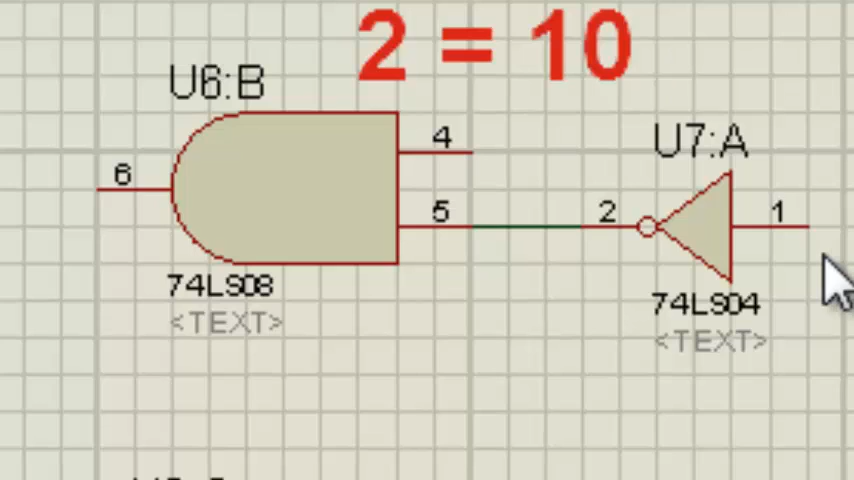 2 = 10
U6:B
4
6
5
74LS08
<TEXT>
U7:A
2
1
74LS04
<TEXT>